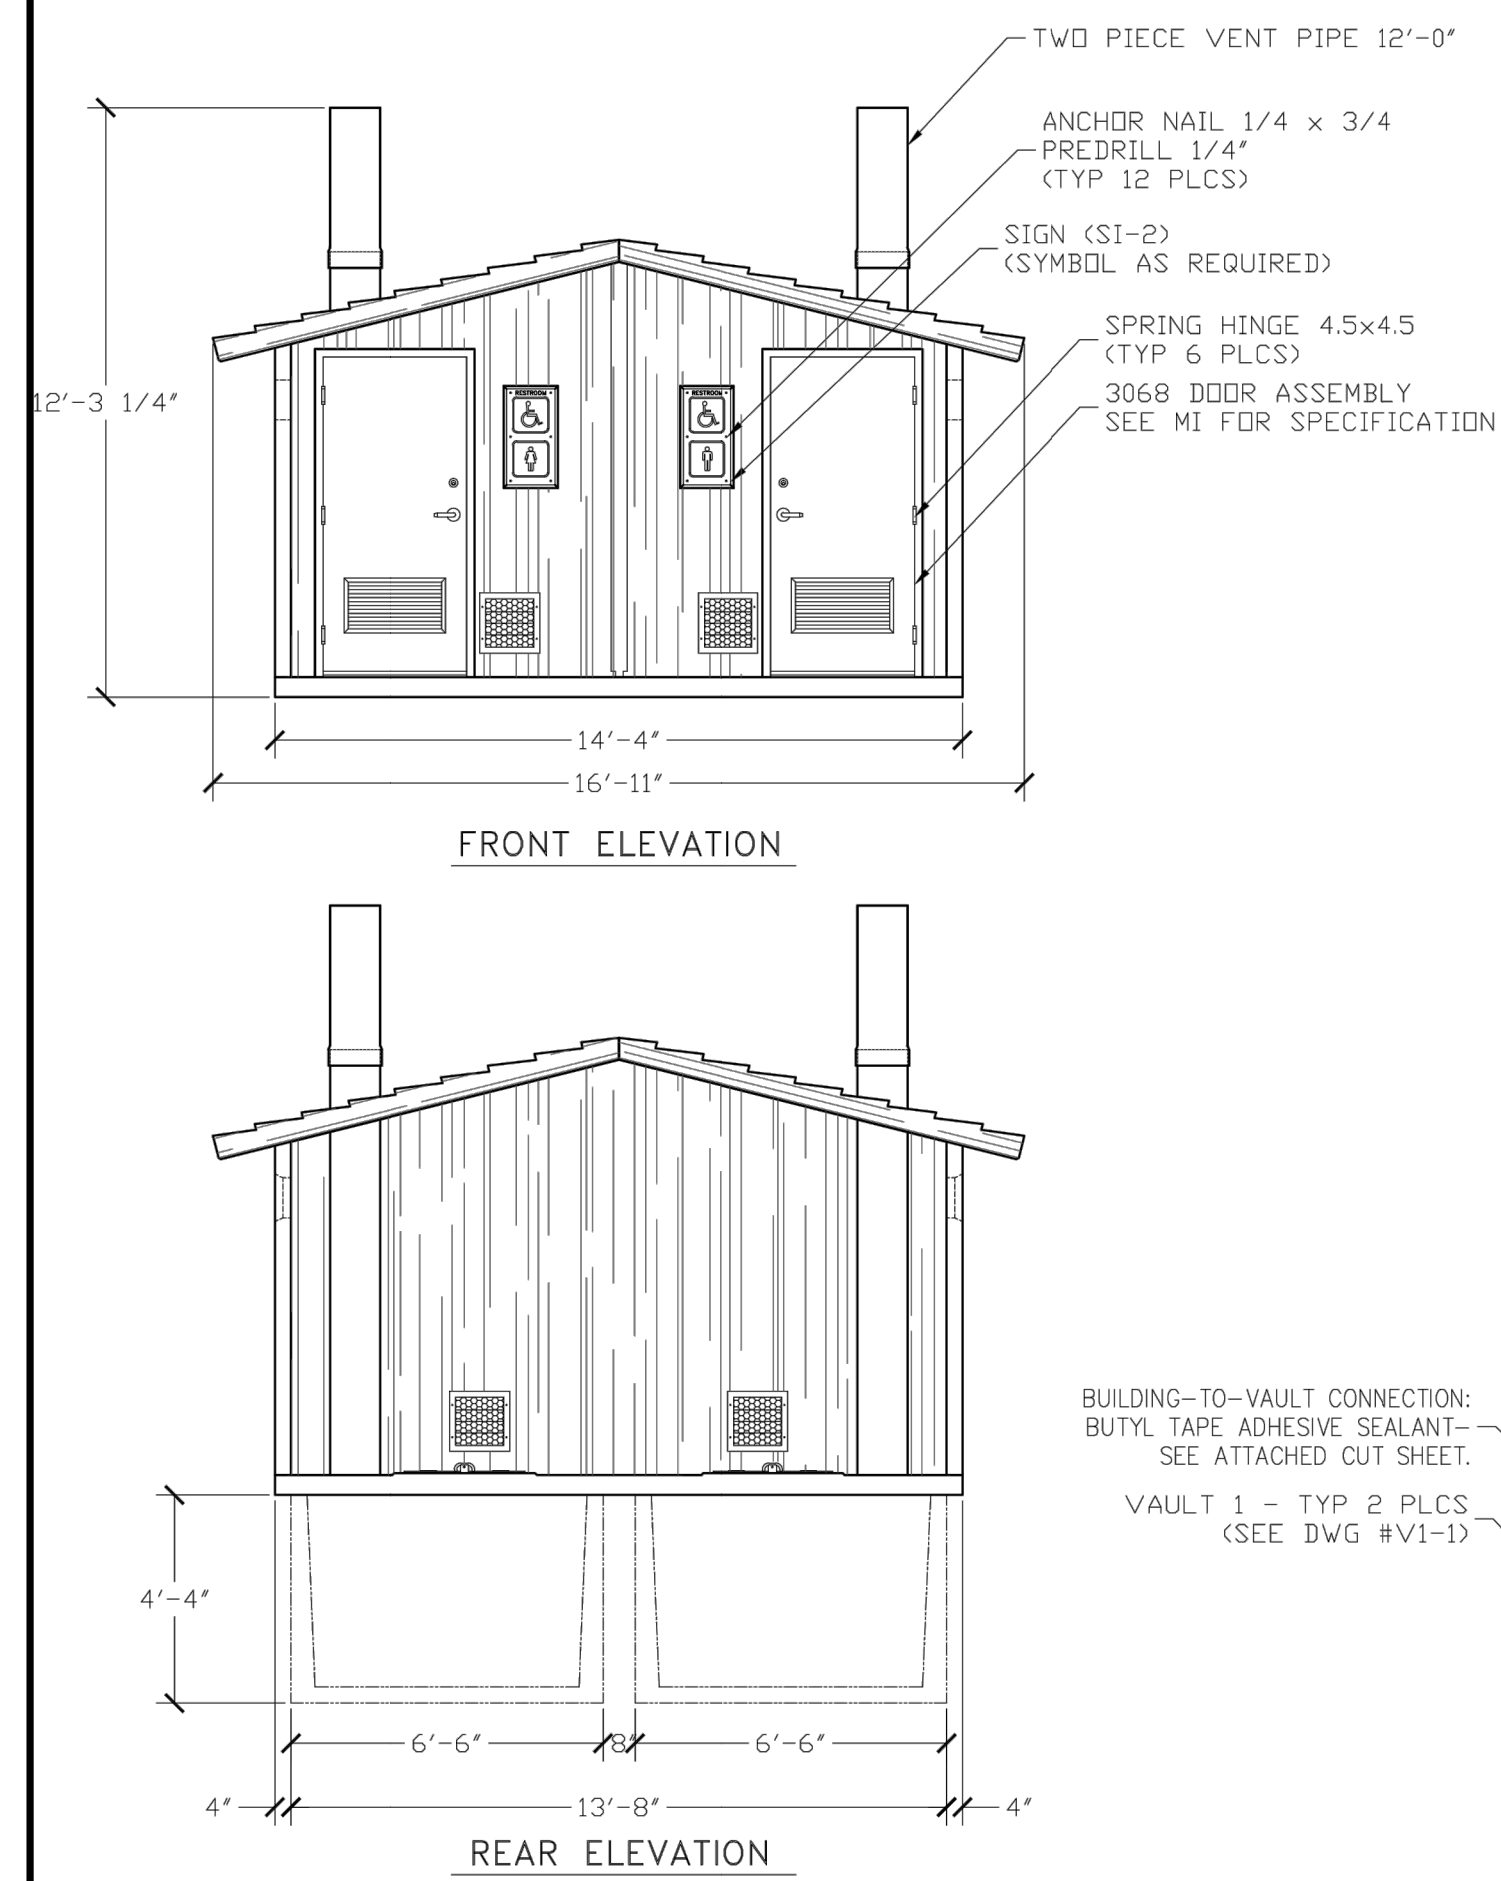 TWO PIECE VENT PIPE 12'-0"
ANCHOR NAIL 1/4 x 3/4
PREDRILL 1/4"
(TYP 12 PLCS)
SIGN (SI-2)
(SYMBOL AS REQUIRED)
SPRING HINGE 4.5x4.5
(TYP 6 PLCS)
3068 DOOR ASSEMBLY
SEE MI FOR SPECIFICATION
12'-3 1/4"
RESTROOM
RESTROOM
14'-4"
16'-11"
FRONT ELEVATION
BUILDING-TO-VAULT CONNECTION:
BUTYL TAPE ADHESIVE SEALANT-
SEE ATTACHED CUT SHEET.
VAULT 1 - TYP 2 PLCS
(SEE DWG #V1-1)
4'-4"
6'-6"
8"
6'-6"
4"
13'-8"
4"
REAR ELEVATION